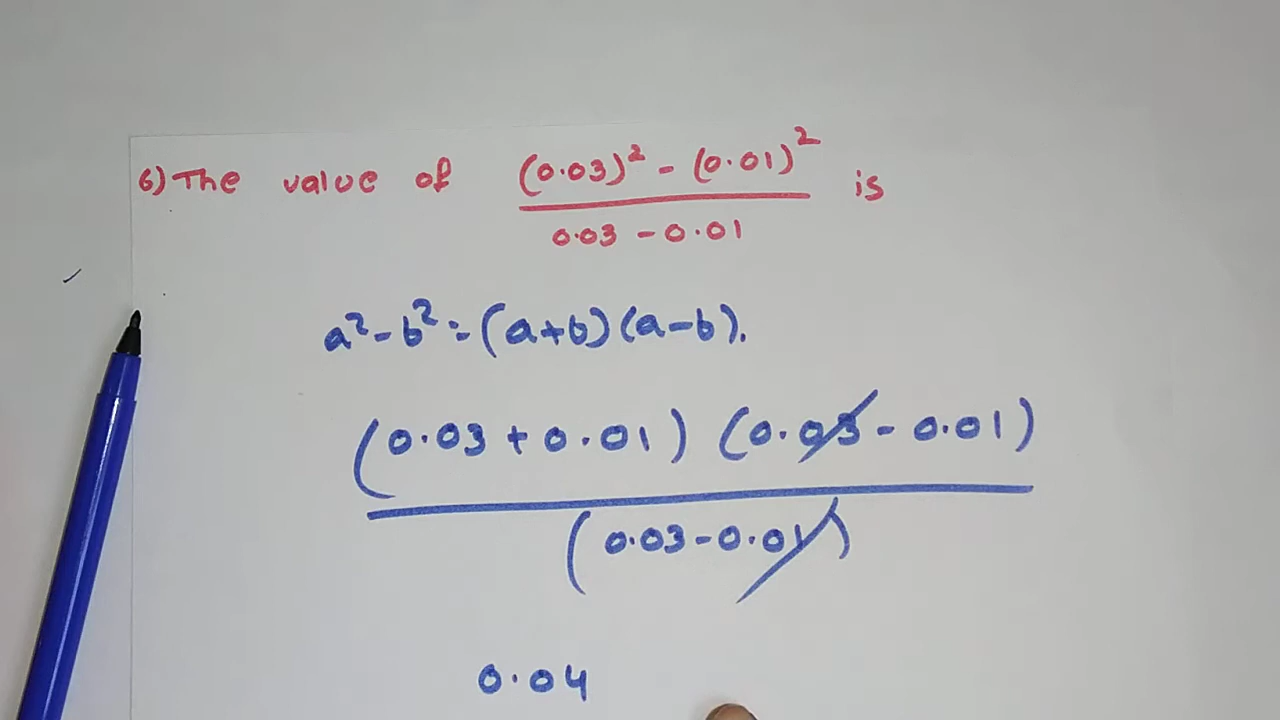 6) The value of (0.03)² - (0.01)² / 0.03 - 0.01 is
a² - b² = (a+b) (a-b).
(0.03 + 0.01) (0.03 - 0.01)
(0.03 - 0.01)
0.04